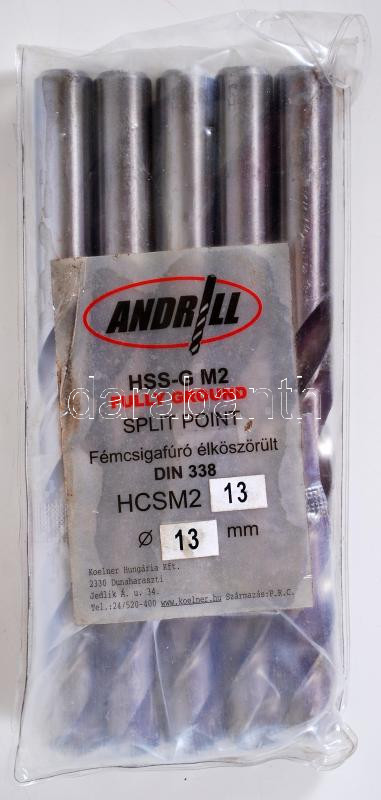 ANDRILL
HSS-G M2
FULLY GROUND
SPLIT POINT
Fémcsigafúró élköszörült
DIN 338
HCSM2 13
Ø 13 mm
Koelner Hungária Kft.
2330 Dunaharaszti
Jedlik Á. u. 34.
Tel.:24/520-400 www.koelner.hu Származás:P.R.C.
darabanth